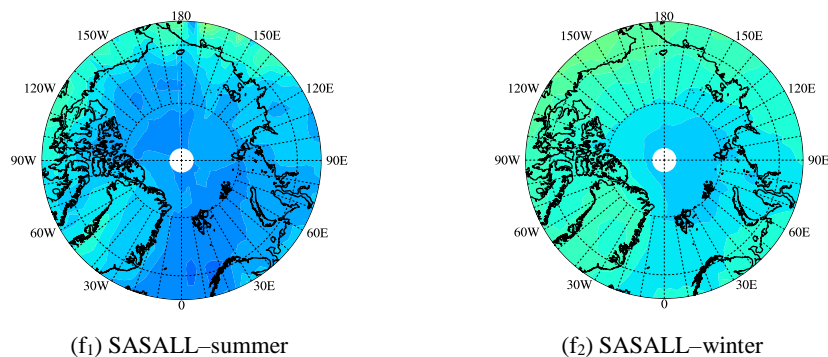 180 180
150W 150E 150W 150E
120W 120E 120W 120E
90W 90E 90W 90E
60W 60E 60W 60E
30W 30E 30W 30E
0 0
(f₁) SASALL–summer (f₂) SASALL–winter